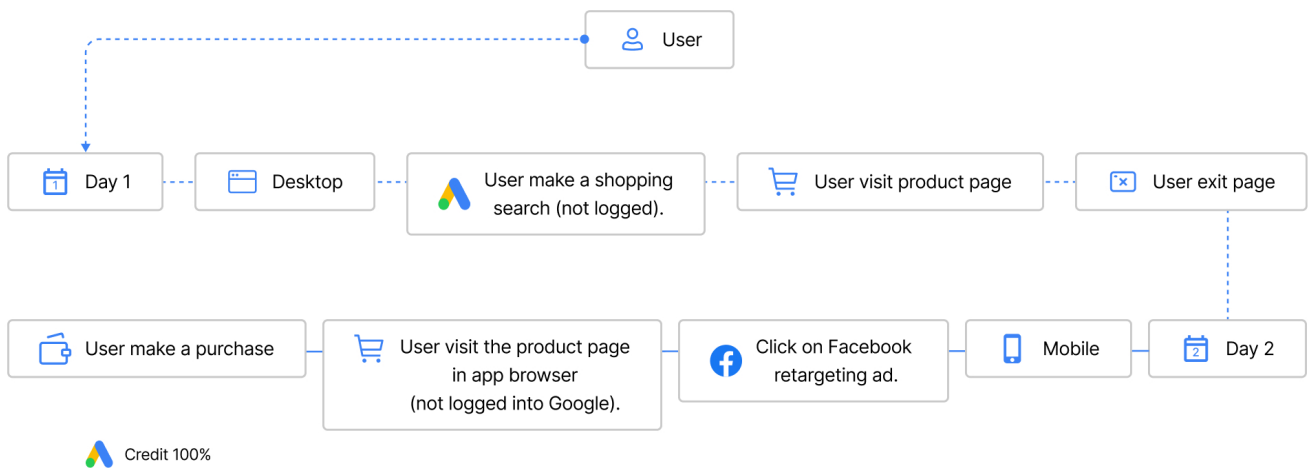 User
1
Day 1
Desktop
User make a shopping
search (not logged).
User visit product page
User exit page
User make a purchase
User visit the product page
in app browser
(not logged into Google).
Click on Facebook
retargeting ad.
Mobile
2
Day 2
Credit 100%